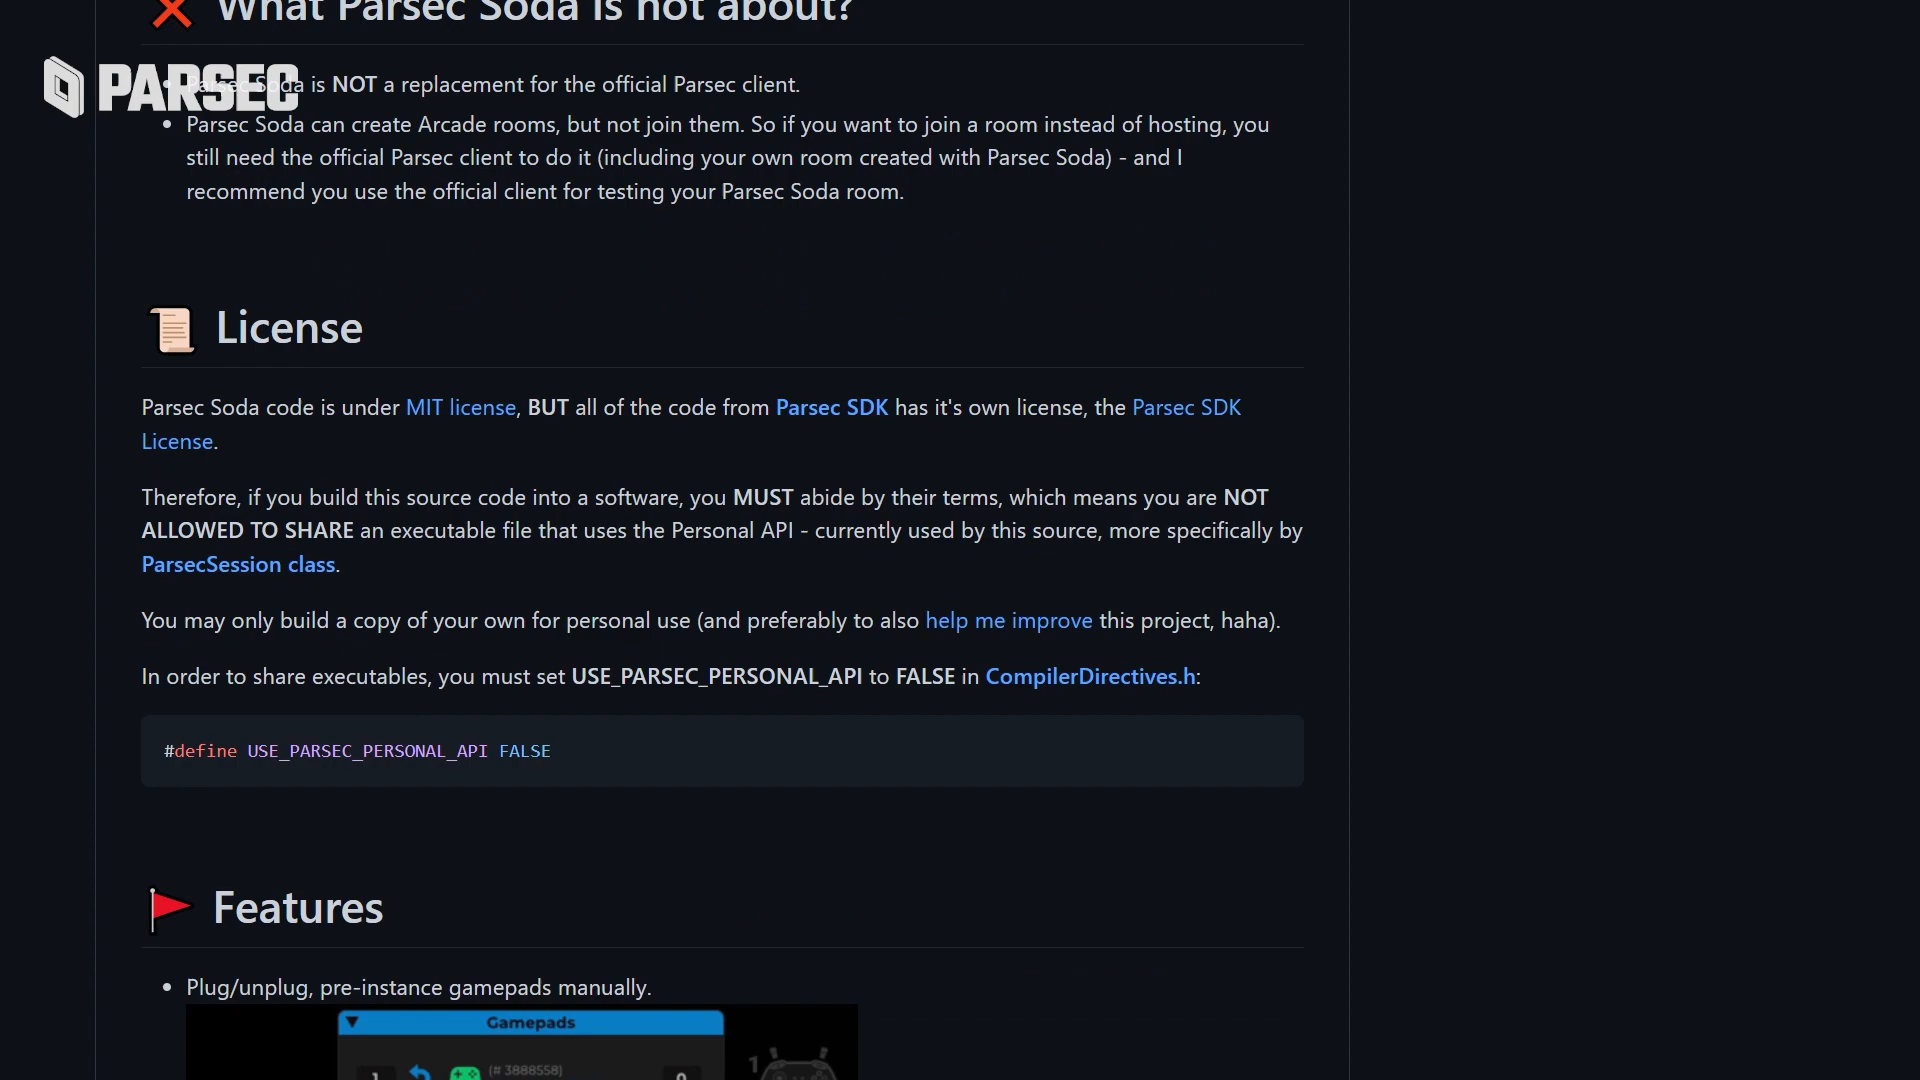 What Parsec Soda is not about?
PARSEC
Parsec Soda is NOT a replacement for the official Parsec client.
Parsec Soda can create Arcade rooms, but not join them. So if you want to join a room instead of hosting, you
still need the official Parsec client to do it (including your own room created with Parsec Soda) - and I
recommend you use the official client for testing your Parsec Soda room.
License
Parsec Soda code is under MIT license, BUT all of the code from Parsec SDK has it's own license, the Parsec SDK
License.
Therefore, if you build this source code into a software, you MUST abide by their terms, which means you are NOT
ALLOWED TO SHARE an executable file that uses the Personal API - currently used by this source, more specifically by
ParsecSession class.
You may only build a copy of your own for personal use (and preferably to also help me improve this project, haha).
In order to share executables, you must set USE_PARSEC_PERSONAL_API to FALSE in CompilerDirectives.h:
#define USE_PARSEC_PERSONAL_API FALSE
Features
Plug/unplug, pre-instance gamepads manually.
Gamepads
1 (# 3888558) 0
1